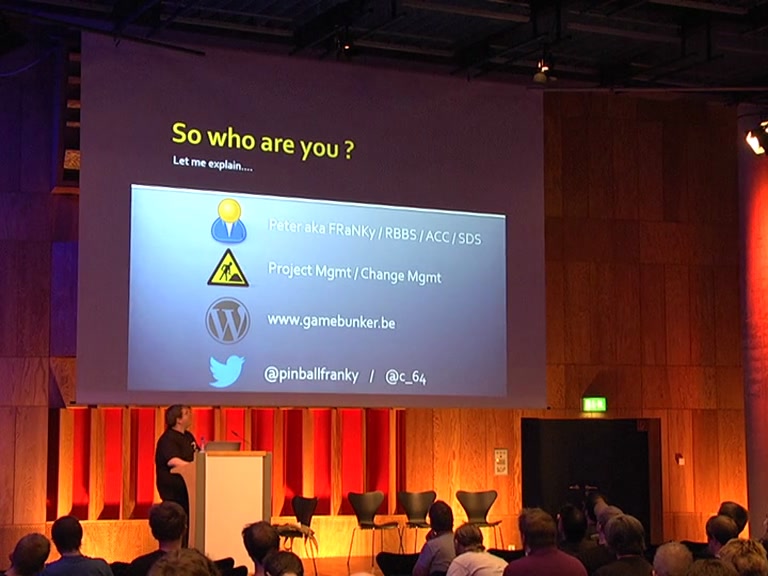 So who are you ?
Let me explain....
Peter aka FRaNKy / RBBS / ACC / SDS
Project Mgmt / Change Mgmt
www.gamebunker.be
@pinballfranky / @c_64